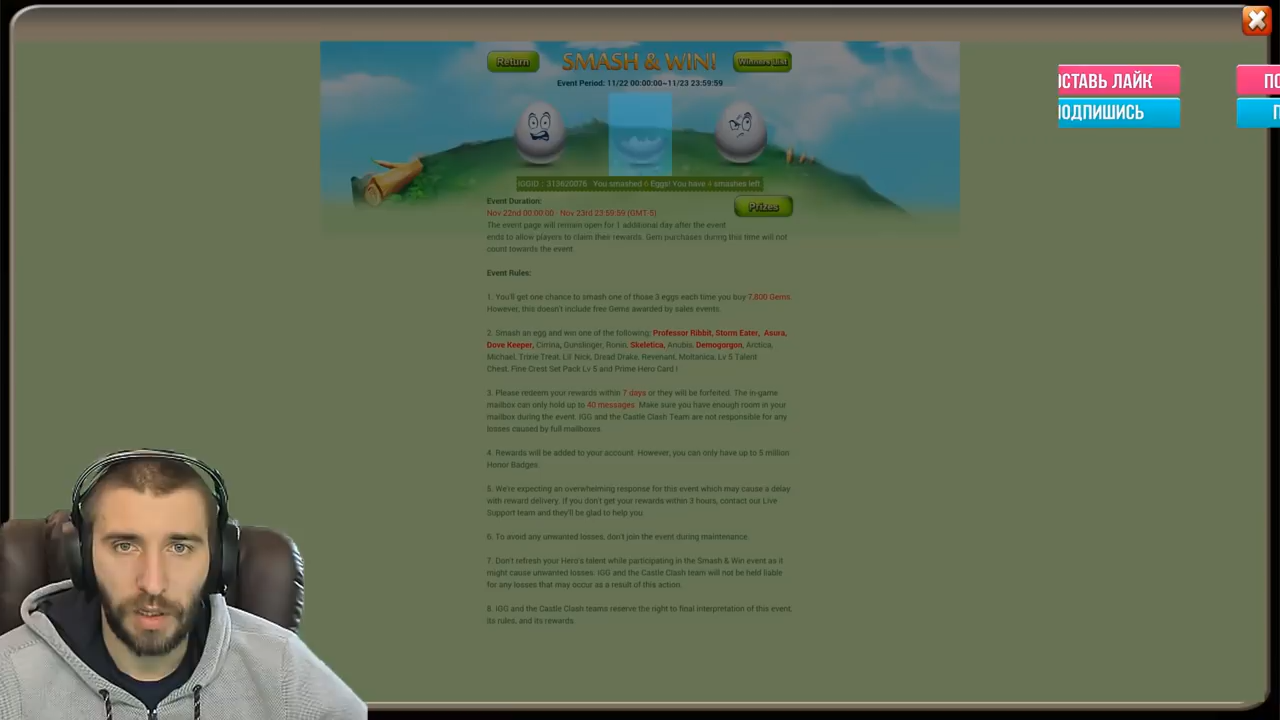 Return
SMASH & WIN!
Winners List
Event Period: 11/22 00:00:00~11/23 23:59:59
ОСТАВЬ ЛАЙК
ПО
ПОДПИШИСЬ
П
IGGID : 313620076 You smashed 6 Eggs! You have 4 smashes left
Event Duration:
Prizes
Nov 22nd 00:00:00 - Nov 23rd 23:59:59 (GMT-5)
The event page will remain open for 1 additional day after the event
ends to allow players to claim their rewards. Gem purchases during this time will not
count towards the event.
Event Rules:
1. You'll get one chance to smash one of those 3 eggs each time you buy 7,800 Gems.
However, this doesn't include free Gems awarded by sales events.
2. Smash an egg and win one of the following: Professor Ribbit, Storm Eater, Asura,
Dove Keeper, Cirrina, Gunslinger, Ronin, Skeletica, Anubis, Demogorgon, Arctica,
Michael, Trixie Treat, Lil' Nick, Dread Drake, Revenant, Moltanica, Lv 5 Talent
Chest, Fine Crest Set Pack Lv 5 and Prime Hero Card !
3. Please redeem your rewards within 7 days or they will be forfeited. The in-game
mailbox can only hold up to 40 messages. Make sure you have enough room in your
mailbox during the event. IGG and the Castle Clash Team are not responsible for any
losses caused by full mailboxes.
4. Rewards will be added to your account. However, you can only have up to 5 million
Honor Badges.
5. We're expecting an overwhelming response for this event which may cause a delay
with reward delivery. If you don't get your rewards within 3 hours, contact our Live
Support team and they'll be glad to help you.
6. To avoid any unwanted losses, don't join the event during maintenance.
7. Don't refresh your Hero's talent while participating in the Smash & Win event as it
might cause unwanted losses. IGG and the Castle Clash team will not be held liable
for any losses that may occur as a result of this action.
8. IGG and the Castle Clash teams reserve the right to final interpretation of this event,
its rules, and its rewards.